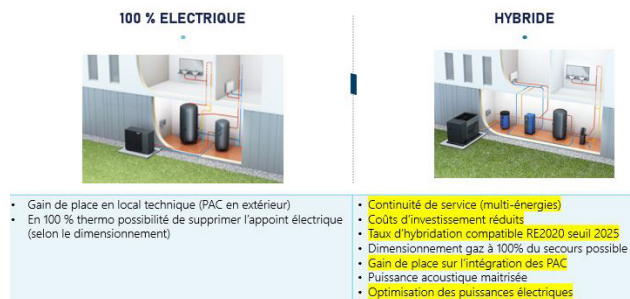 100 % ELECTRIQUE
HYBRIDE
• Gain de place en local technique (PAC en extérieur)
• En 100 % thermo possibilité de supprimer l'appoint électrique
(selon le dimensionnement)
• Continuité de service (multi-énergies)
• Coûts d'investissement réduits
• Taux d'hybridation compatible RE2020 seuil 2025
• Dimensionnement gaz à 100% du secours possible
• Gain de place sur l'intégration des PAC
• Puissance acoustique maitrisée
• Optimisation des puissances électriques